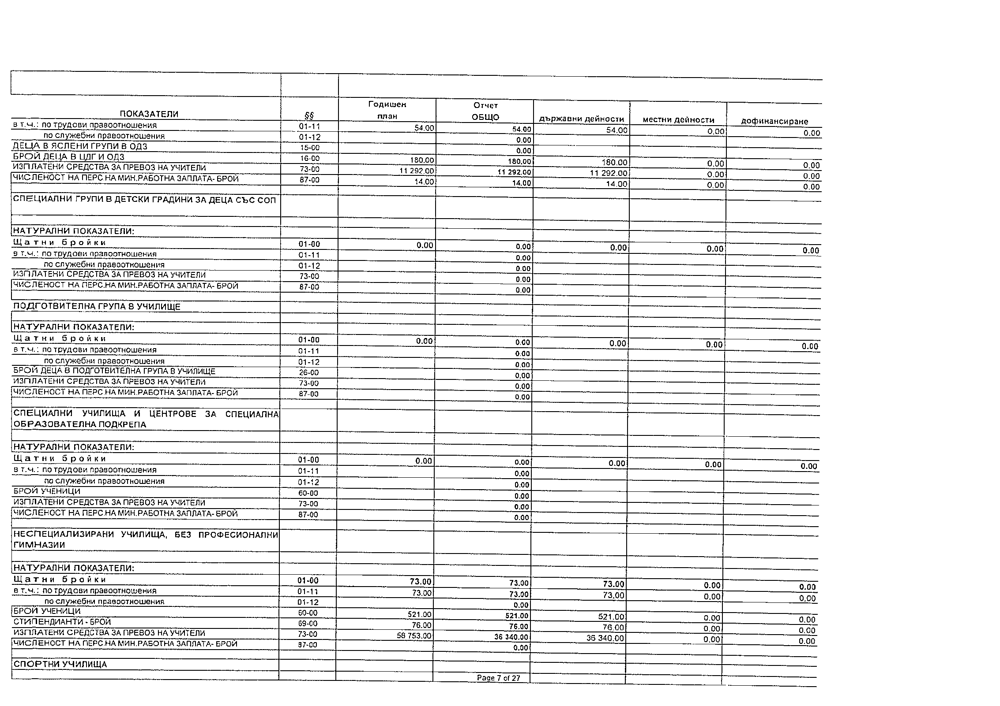 Годишен Отчет
ПОКАЗАТЕЛИ §§ план ОБЩО държавни дейности местни дейности дофинансиране
в т.ч.: по трудови правоотношения 01-11 54.00 54.00 54.00 0.00 0.00
по служебни правоотношения 01-12 0.00
ДЕЦА В ЯСЛЕНИ ГРУПИ В ОДЗ 15-00 0.00
БРОЙ ДЕЦА В ЦДГ И ОДЗ 16-00 180.00 180.00 180.00 0.00 0.00
ИЗПЛАТЕНИ СРЕДСТВА ЗА ПРЕВОЗ НА УЧИТЕЛИ 73-00 11 292.00 11 292.00 11 292.00 0.00 0.00
ЧИСЛЕНОСТ НА ПЕРС.НА МИН.РАБОТНА ЗАПЛАТА- БРОЙ 87-00 14.00 14.00 14.00 0.00 0.00
СПЕЦИАЛНИ ГРУПИ В ДЕТСКИ ГРАДИНИ ЗА ДЕЦА СЪС СОП
НАТУРАЛНИ ПОКАЗАТЕЛИ:
Щатни бройки 01-00 0.00 0.00 0.00 0.00 0.00
в т.ч.: по трудови правоотношения 01-11 0.00
по служебни правоотношения 01-12 0.00
ИЗПЛАТЕНИ СРЕДСТВА ЗА ПРЕВОЗ НА УЧИТЕЛИ 73-00 0.00
ЧИСЛЕНОСТ НА ПЕРС.НА МИН.РАБОТНА ЗАПЛАТА- БРОЙ 87-00 0.00
ПОДГОТВИТЕЛНА ГРУПА В УЧИЛИЩЕ
НАТУРАЛНИ ПОКАЗАТЕЛИ:
Щатни бройки 01-00 0.00 0.00 0.00 0.00 0.00
в т.ч.: по трудови правоотношения 01-11 0.00
по служебни правоотношения 01-12 0.00
БРОЙ ДЕЦА В ПОДГОТВИТЕЛНА ГРУПА В УЧИЛИЩЕ 26-00 0.00
ИЗПЛАТЕНИ СРЕДСТВА ЗА ПРЕВОЗ НА УЧИТЕЛИ 73-00 0.00
ЧИСЛЕНОСТ НА ПЕРС.НА МИН.РАБОТНА ЗАПЛАТА- БРОЙ 87-00 0.00
СПЕЦИАЛНИ УЧИЛИЩА И ЦЕНТРОВЕ ЗА СПЕЦИАЛНА
ОБРАЗОВАТЕЛНА ПОДКРЕПА
НАТУРАЛНИ ПОКАЗАТЕЛИ:
Щатни бройки 01-00 0.00 0.00 0.00 0.00 0.00
в т.ч.: по трудови правоотношения 01-11 0.00
по служебни правоотношения 01-12 0.00
БРОЙ УЧЕНИЦИ 60-00 0.00
ИЗПЛАТЕНИ СРЕДСТВА ЗА ПРЕВОЗ НА УЧИТЕЛИ 73-00 0.00
ЧИСЛЕНОСТ НА ПЕРС.НА МИН.РАБОТНА ЗАПЛАТА- БРОЙ 87-00 0.00
НЕСПЕЦИАЛИЗИРАНИ УЧИЛИЩА, БЕЗ ПРОФЕСИОНАЛНИ
ГИМНАЗИИ
НАТУРАЛНИ ПОКАЗАТЕЛИ:
Щатни бройки 01-00 73.00 73.00 73.00 0.00 0.00
в т.ч.: по трудови правоотношения 01-11 73.00 73.00 73.00 0.00 0.00
по служебни правоотношения 01-12 0.00
БРОЙ УЧЕНИЦИ 60-00 521.00 521.00 521.00 0.00 0.00
СТИПЕНДИАНТИ - БРОЙ 69-00 76.00 76.00 76.00 0.00 0.00
ИЗПЛАТЕНИ СРЕДСТВА ЗА ПРЕВОЗ НА УЧИТЕЛИ 73-00 58 753.00 36 340.00 36 340.00 0.00 0.00
ЧИСЛЕНОСТ НА ПЕРС.НА МИН.РАБОТНА ЗАПЛАТА- БРОЙ 87-00 0.00
СПОРТНИ УЧИЛИЩА
Page 7 of 27